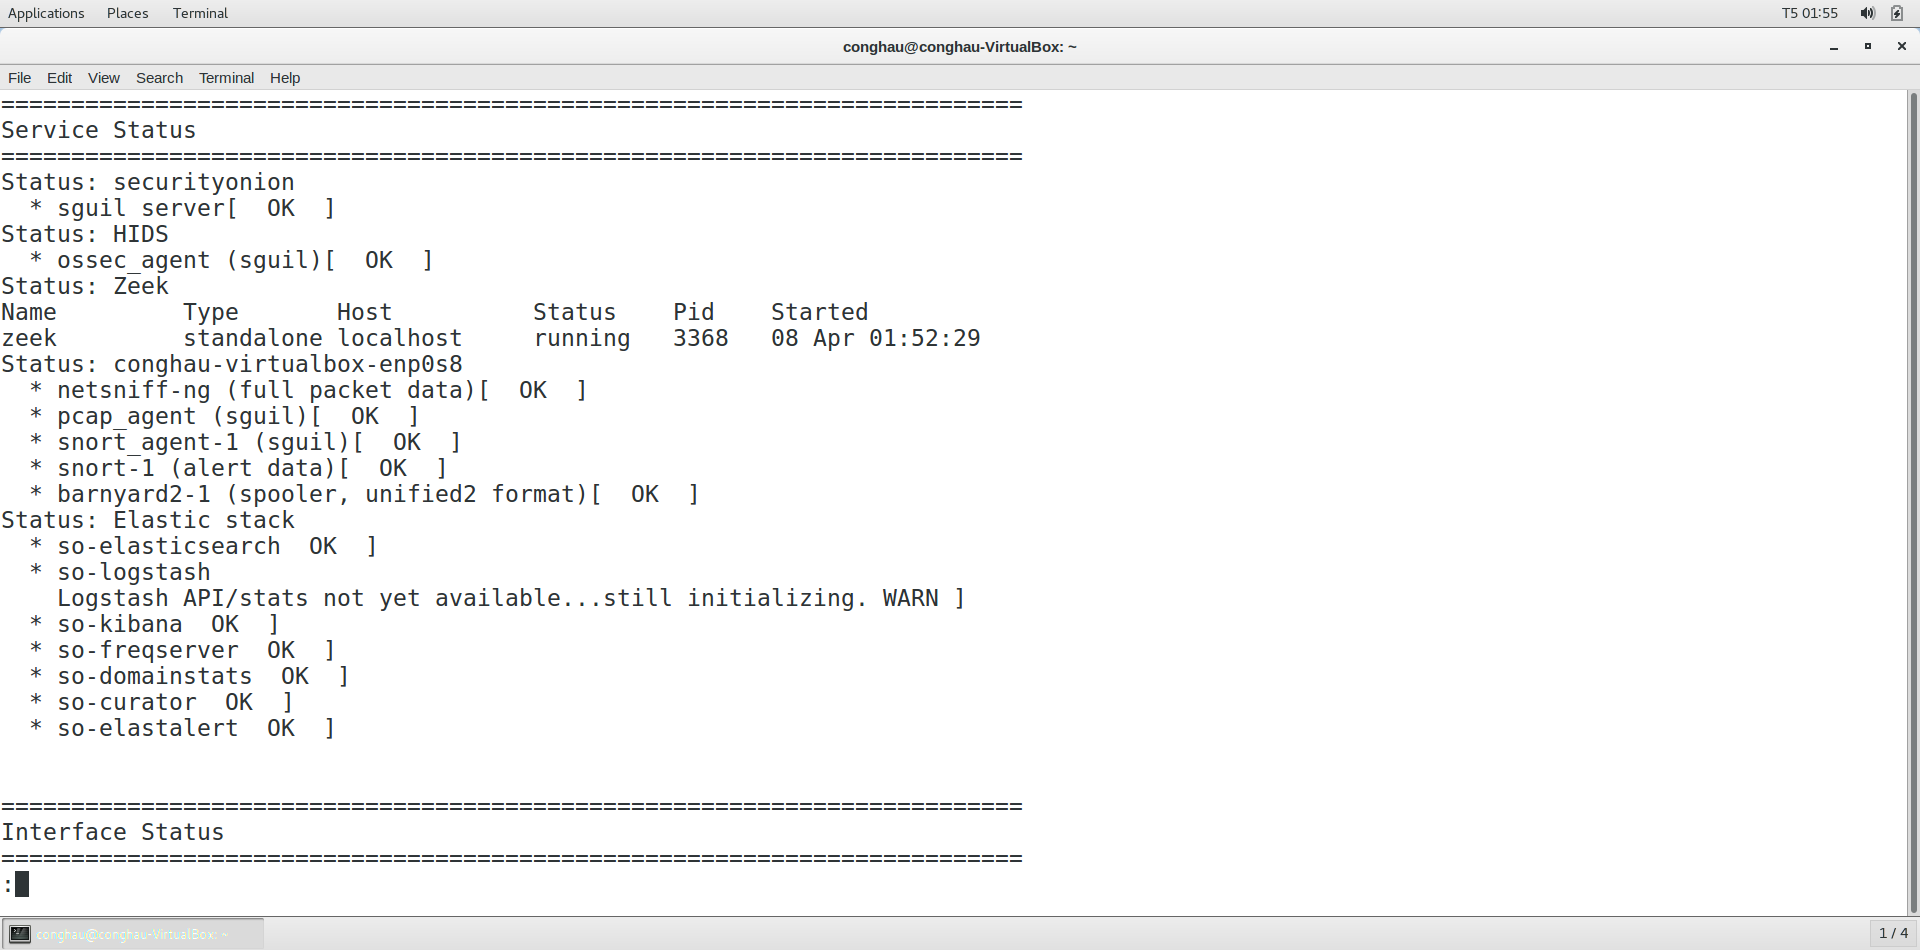 Applications Places Terminal T5 01:55
conghau@conghau-VirtualBox: ~
File Edit View Search Terminal Help
=========================================================================
Service Status
=========================================================================
Status: securityonion
  * sguil server[  OK  ]
Status: HIDS
  * ossec_agent (sguil)[  OK  ]
Status: Zeek
Name         Type       Host          Status    Pid    Started
zeek         standalone localhost     running   3368   08 Apr 01:52:29
Status: conghau-virtualbox-enp0s8
  * netsniff-ng (full packet data)[  OK  ]
  * pcap_agent (sguil)[  OK  ]
  * snort_agent-1 (sguil)[  OK  ]
  * snort-1 (alert data)[  OK  ]
  * barnyard2-1 (spooler, unified2 format)[  OK  ]
Status: Elastic stack
  * so-elasticsearch  OK  ]
  * so-logstash
    Logstash API/stats not yet available...still initializing. WARN ]
  * so-kibana  OK  ]
  * so-freqserver  OK  ]
  * so-domainstats  OK  ]
  * so-curator  OK  ]
  * so-elastalert  OK  ]
=========================================================================
Interface Status
=========================================================================
:
conghau@conghau-VirtualBox: ~ 1 / 4